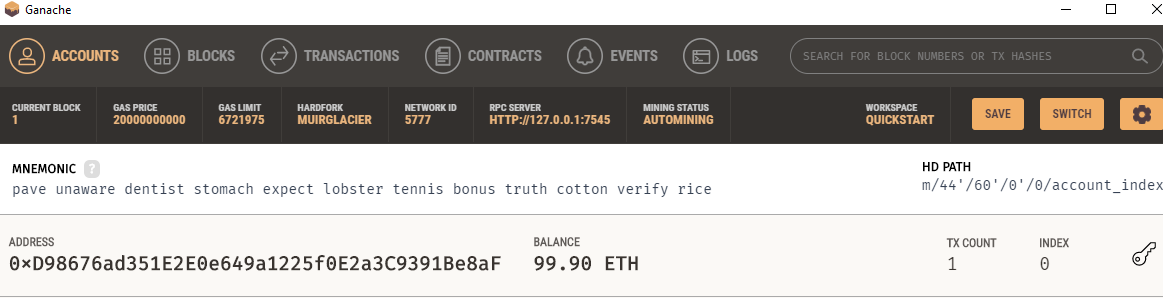 Ganache
ACCOUNTS BLOCKS TRANSACTIONS CONTRACTS EVENTS LOGS SEARCH FOR BLOCK NUMBERS OR TX HASHES
CURRENT BLOCK GAS PRICE GAS LIMIT HARDFORK NETWORK ID RPC SERVER MINING STATUS WORKSPACE
1 20000000000 6721975 MUIRGLACIER 5777 HTTP://127.0.0.1:7545 AUTOMINING QUICKSTART SAVE SWITCH
MNEMONIC ? HD PATH
pave unaware dentist stomach expect lobster tennis bonus truth cotton verify rice m/44'/60'/0'/0/account_index
ADDRESS BALANCE TX COUNT INDEX
0×D98676ad351E2E0e649a1225f0E2a3C9391Be8aF 99.90 ETH 1 0